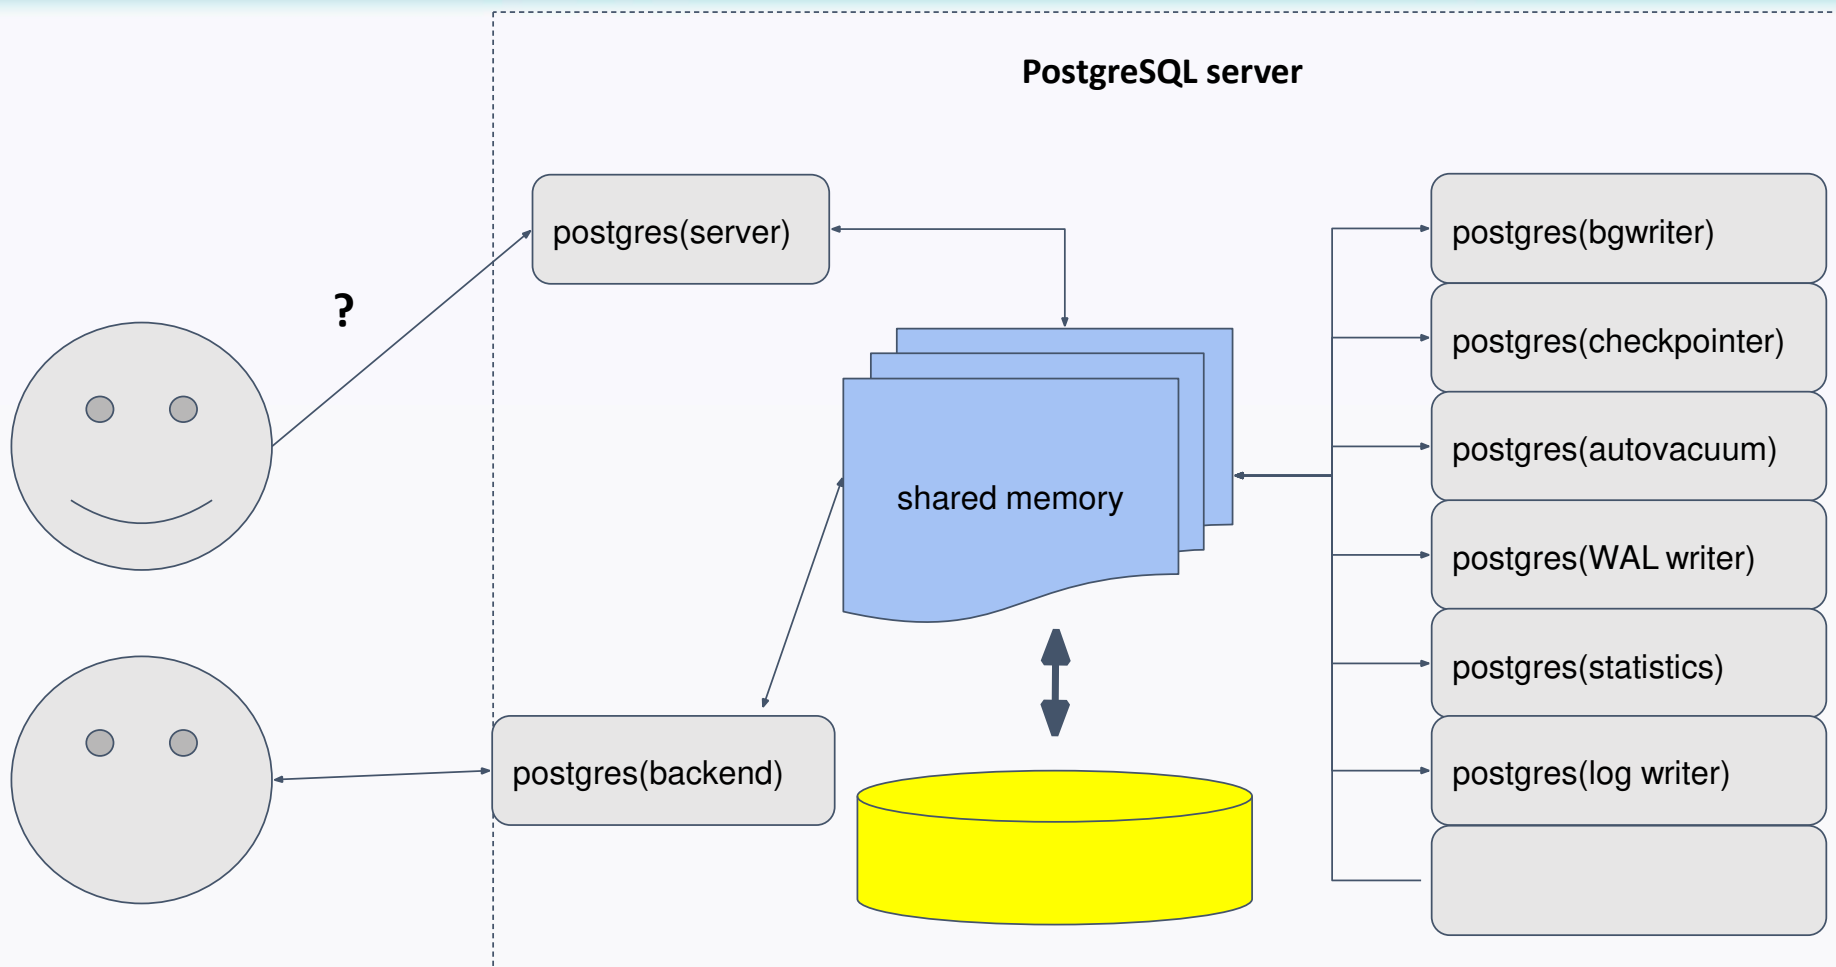 PostgreSQL server
postgres(server)
?
shared memory
postgres(backend)
postgres(bgwriter)
postgres(checkpointer)
postgres(autovacuum)
postgres(WAL writer)
postgres(statistics)
postgres(log writer)